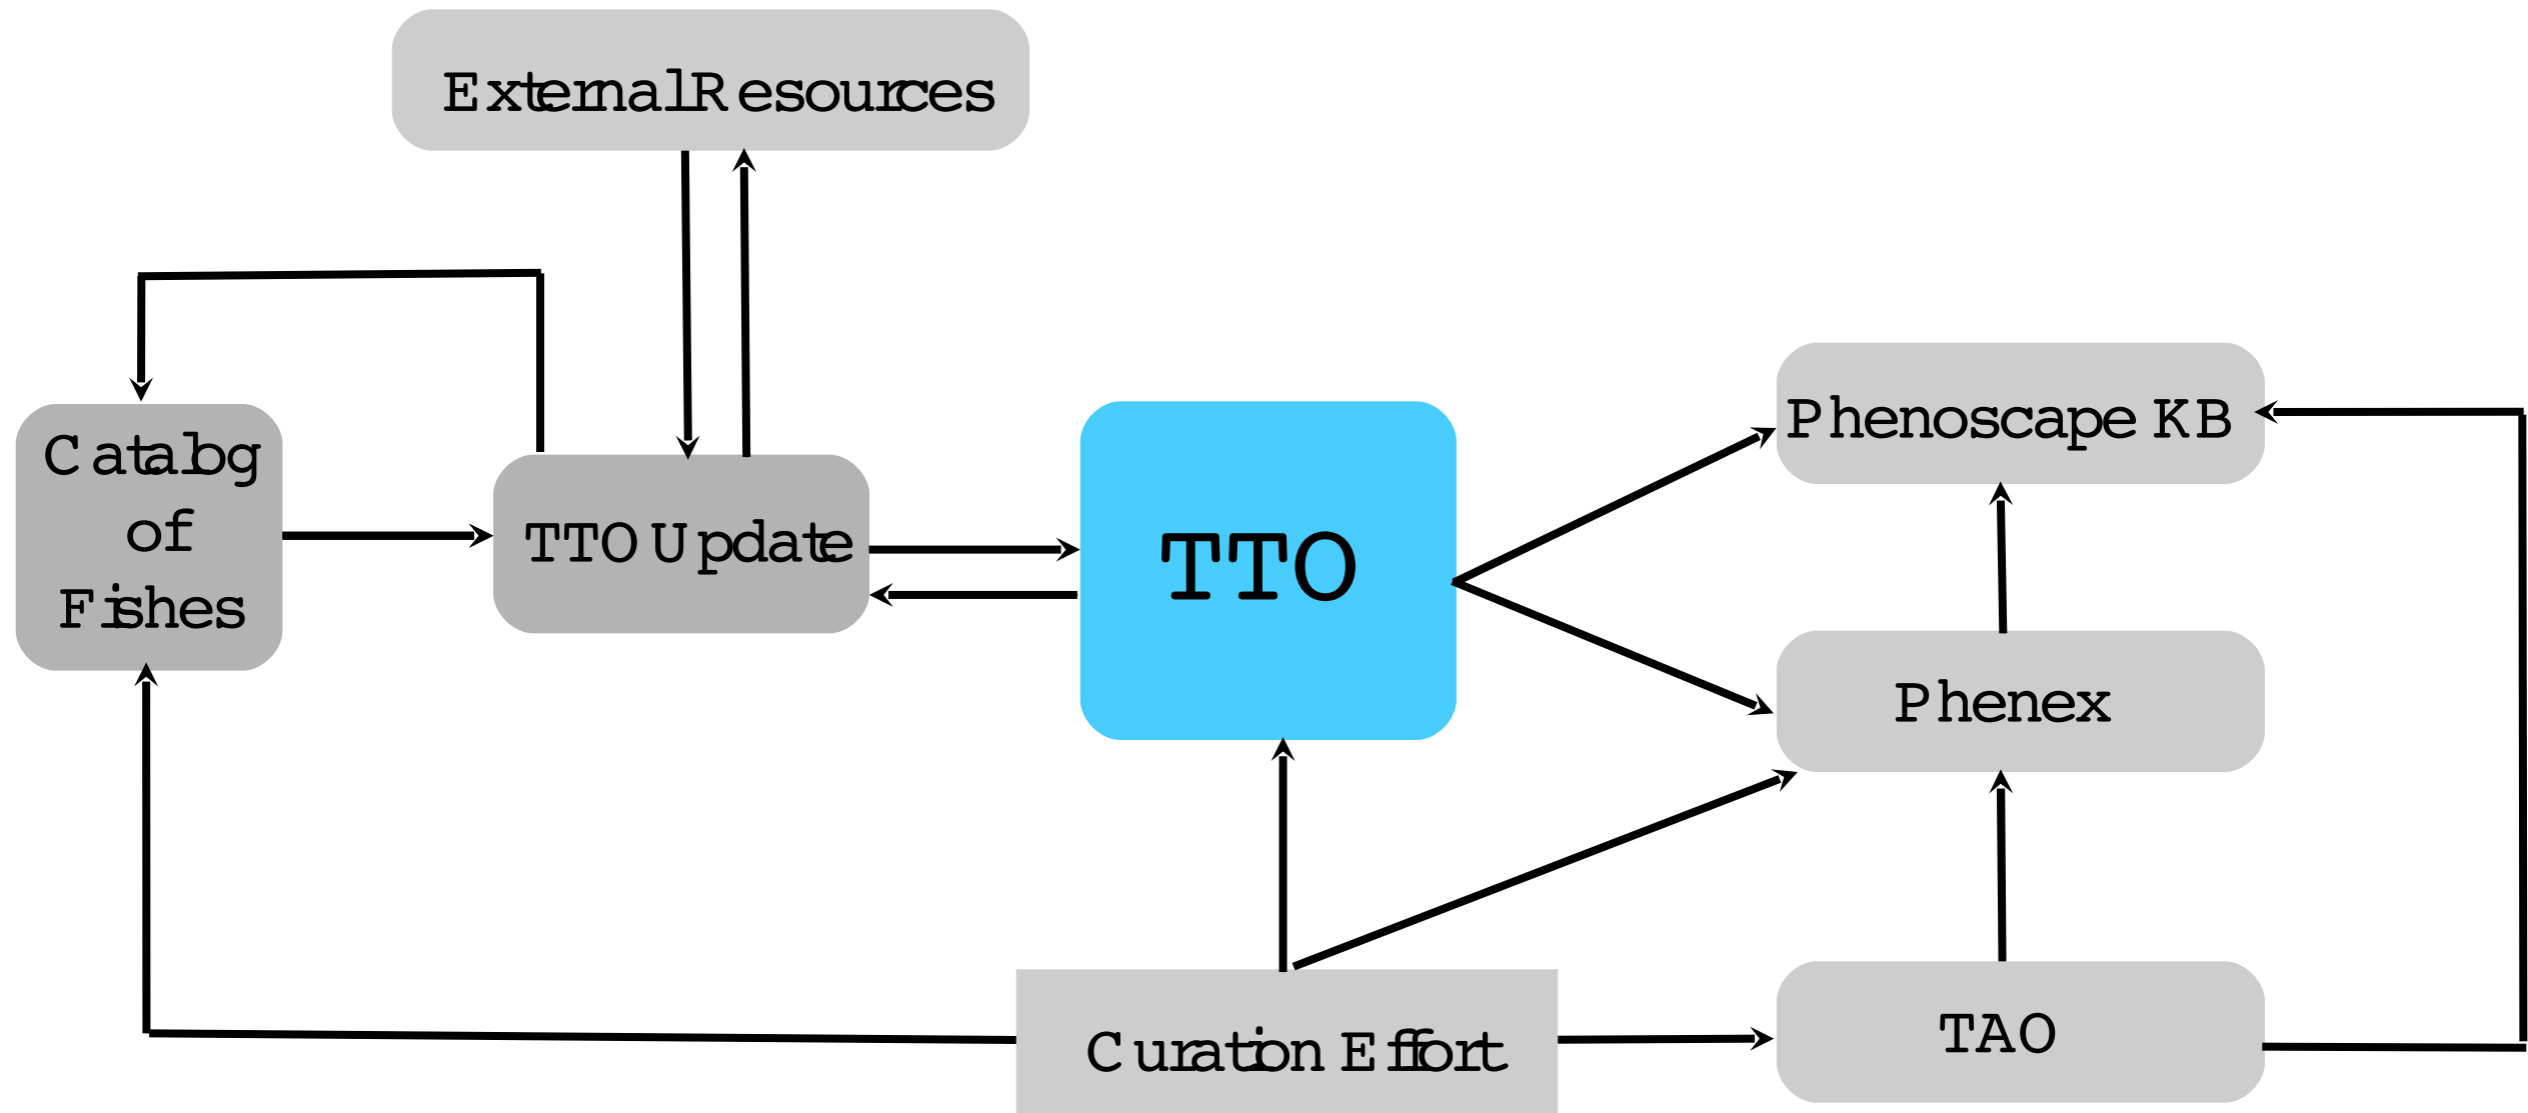 External Resources
Phenoscape KB
Catalog
of
Fishes
TTO Update
TTO
Phenex
Curation Effort
TAO